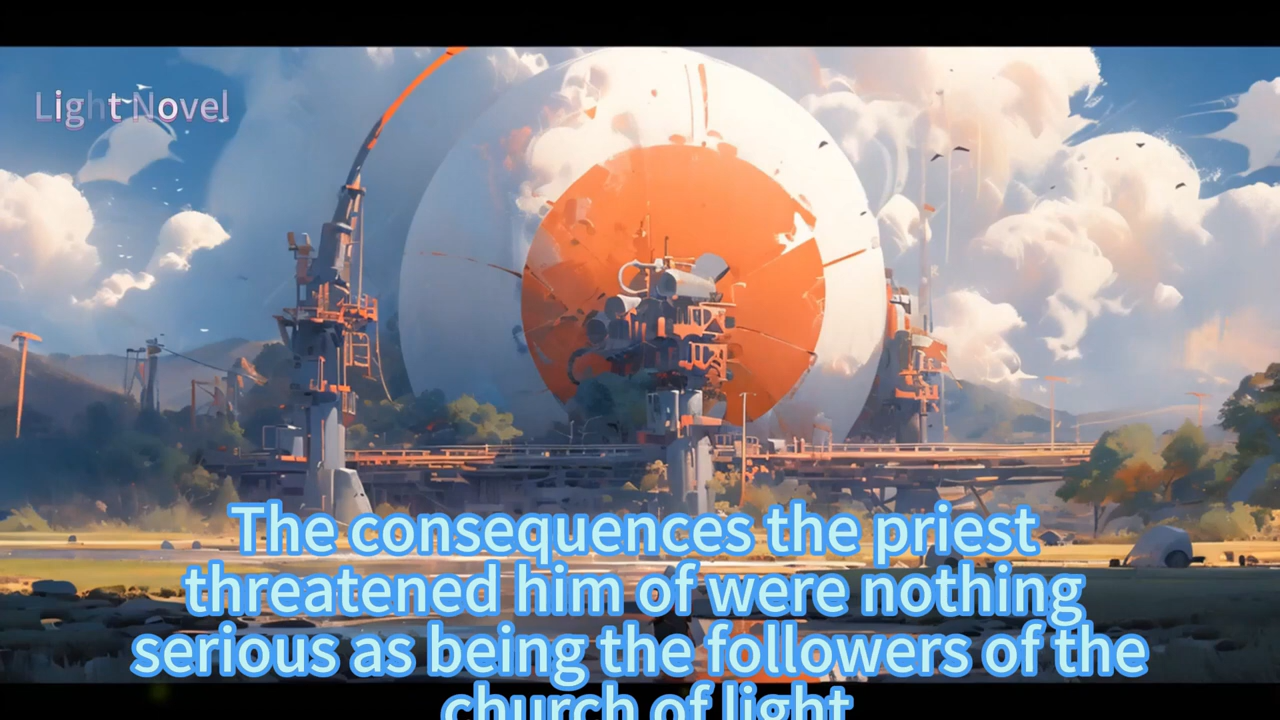 Light Novel
The consequences the priest
threatened him of were nothing
serious as being the followers of the
church of light